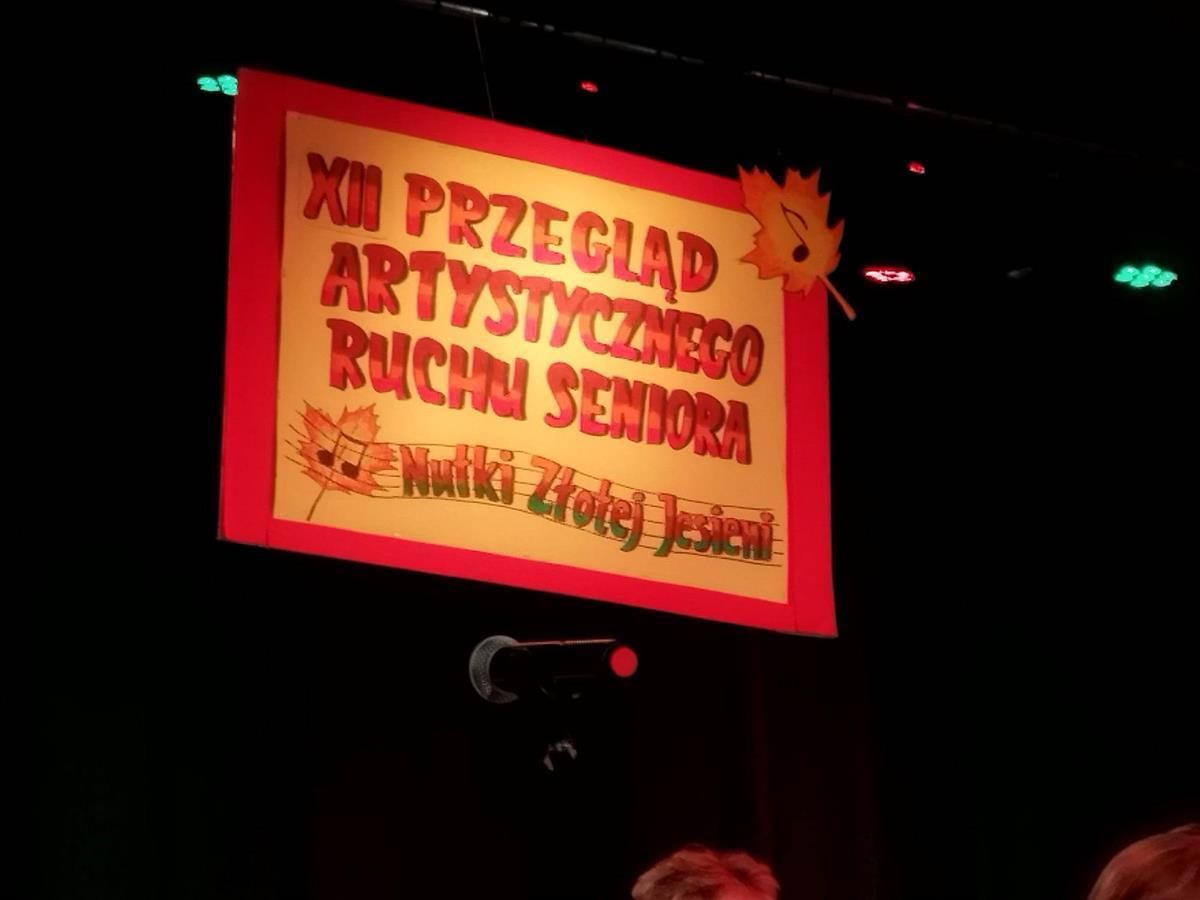 XII PRZEGLĄD
ARTYSTYCZNEGO
RUCHU SENIORA
Nutki Złotej Jesieni